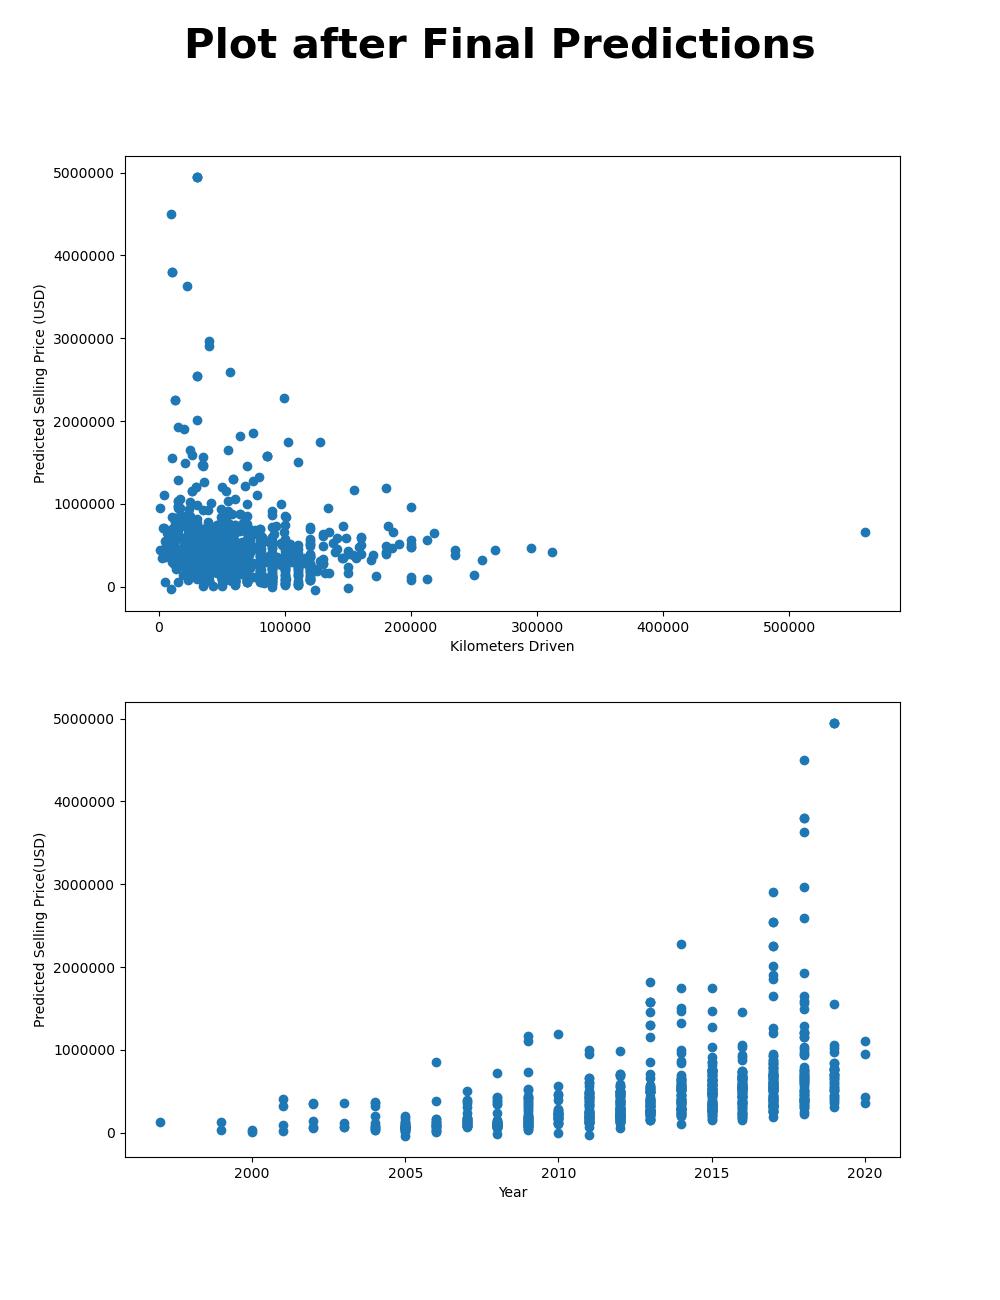 Plot after Final Predictions
5000000
4000000
3000000
2000000
1000000
0
Predicted Selling Price (USD)
0 100000 200000 300000 400000 500000
Kilometers Driven
5000000
4000000
3000000
2000000
1000000
0
Predicted Selling Price(USD)
2000 2005 2010 2015 2020
Year